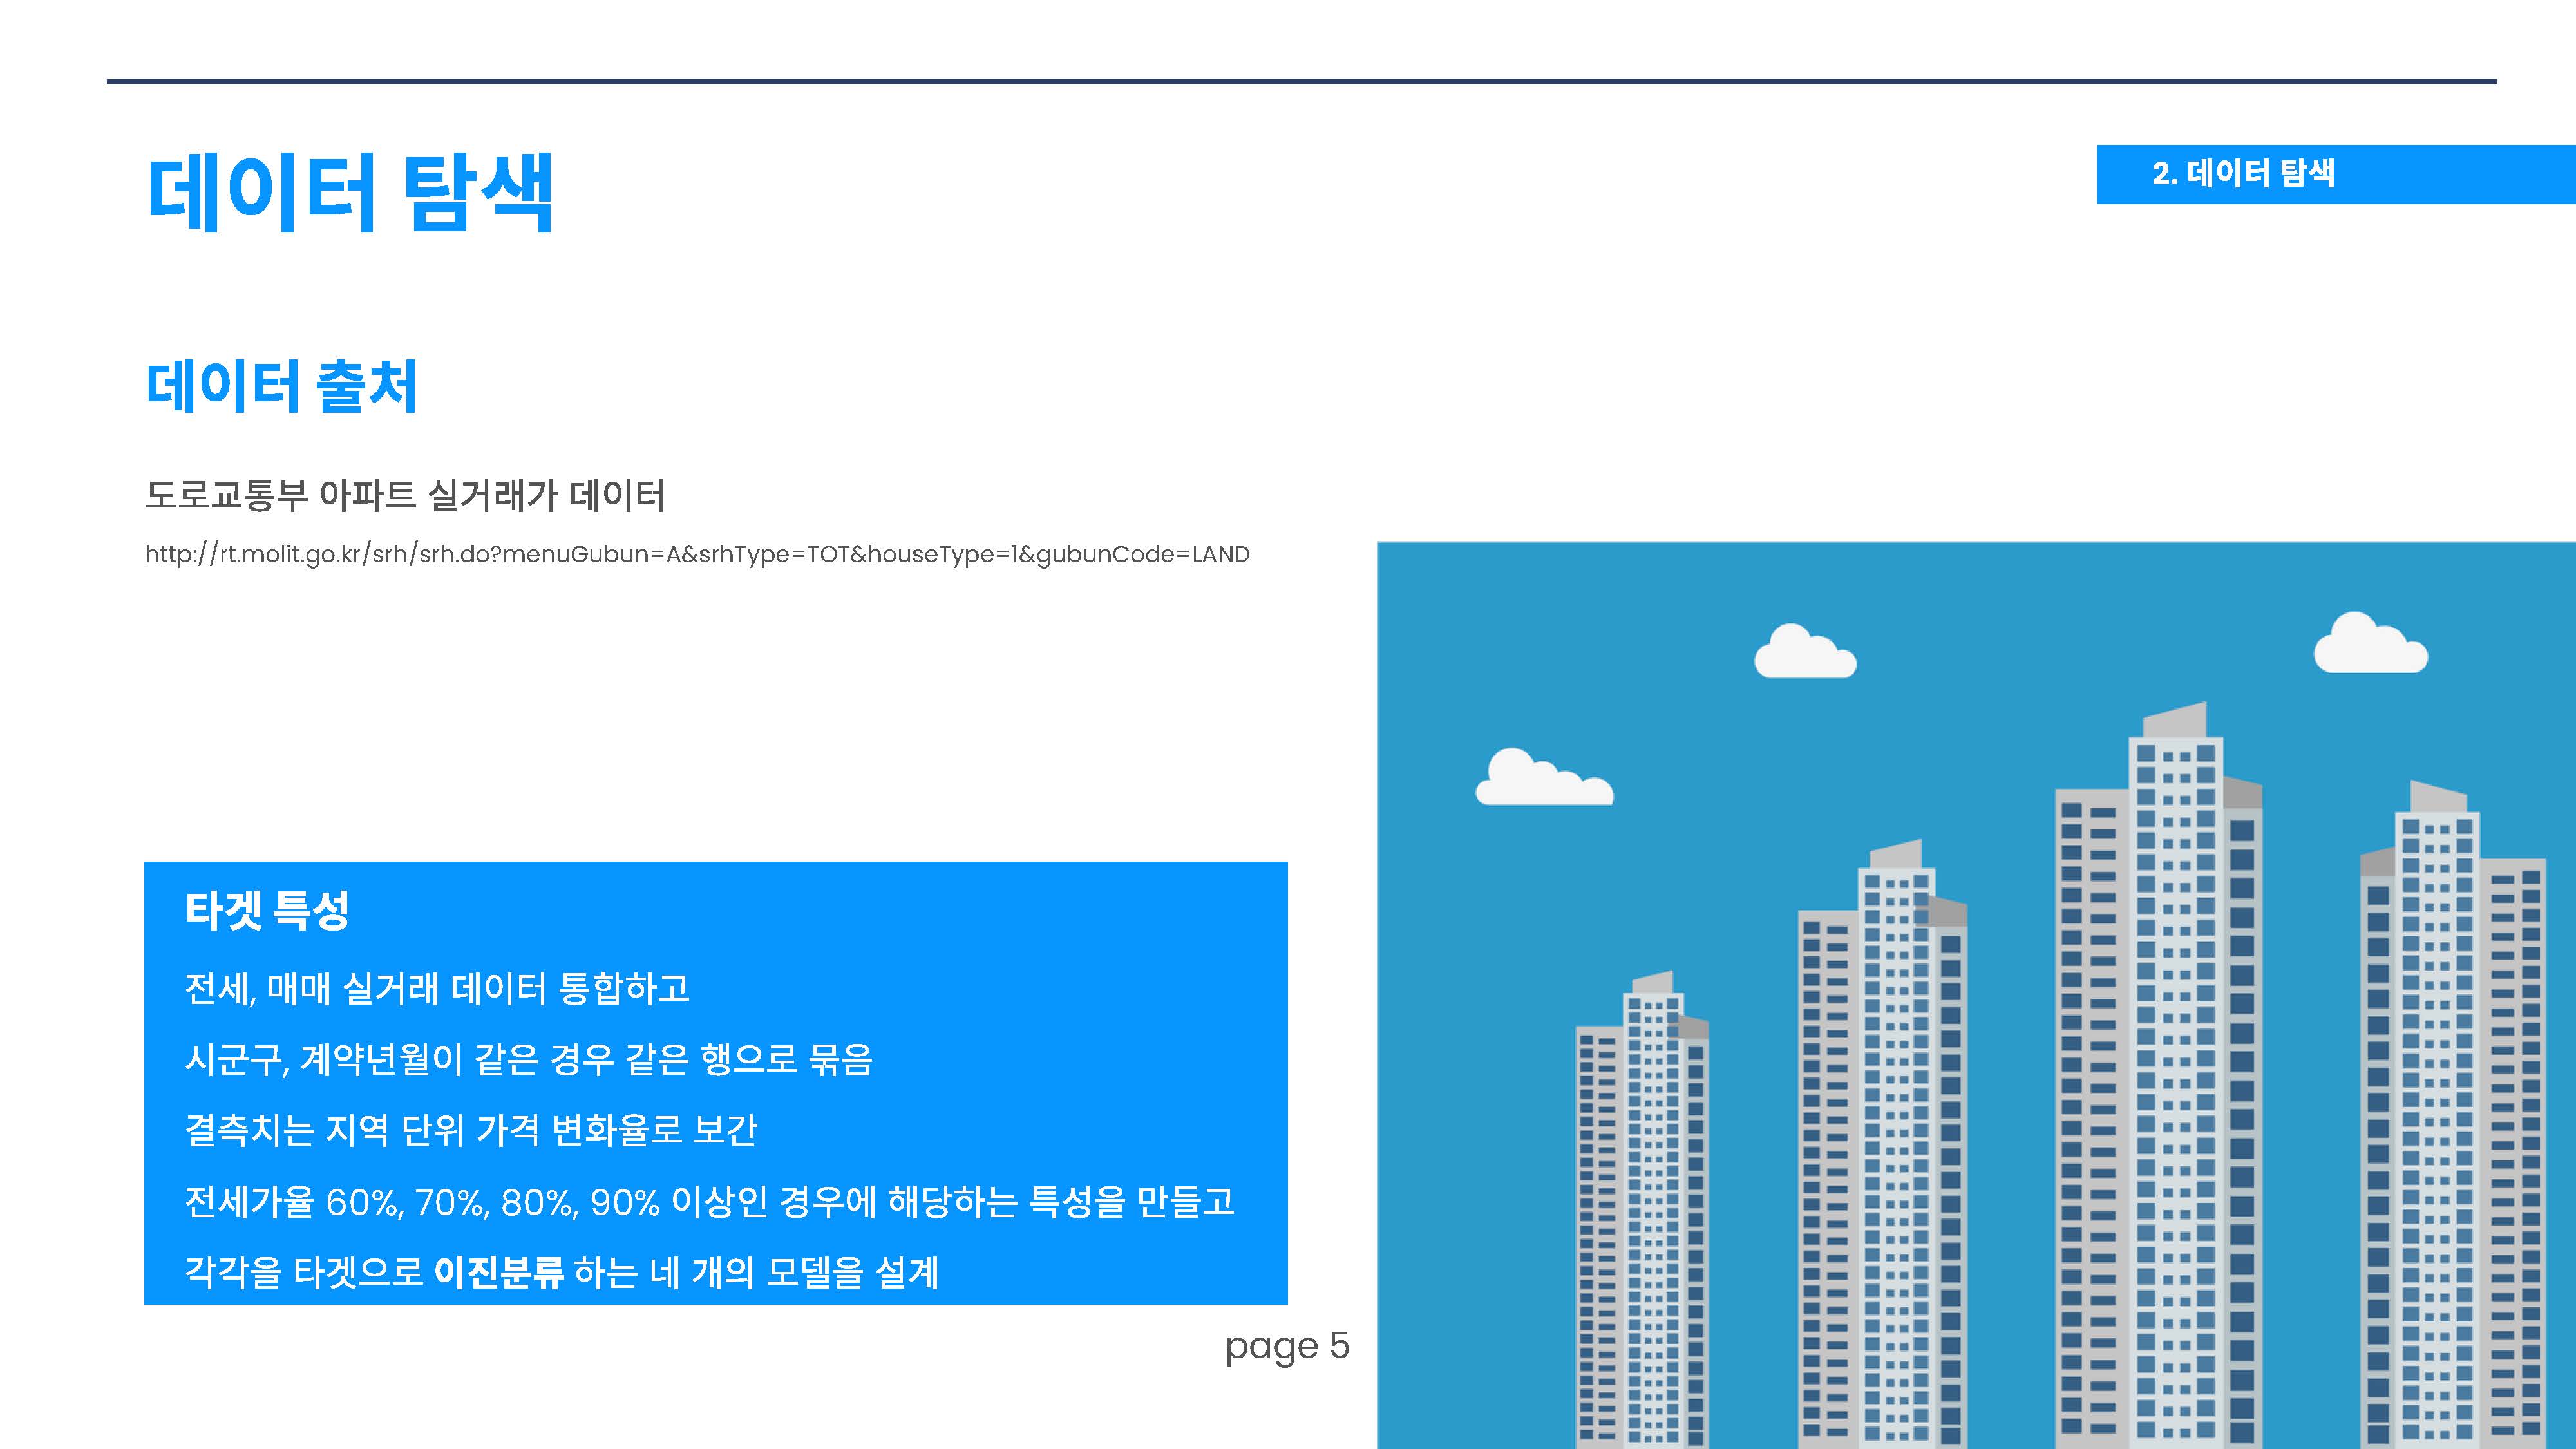 데이터 탐색
2. 데이터 탐색
데이터 출처
도로교통부 아파트 실거래가 데이터
http://rt.molit.go.kr/srh/srh.do?menuGubun=A&srhType=TOT&houseType=1&gubunCode=LAND
타겟 특성
전세, 매매 실거래 데이터 통합하고
시군구, 계약년월이 같은 경우 같은 행으로 묶음
결측치는 지역 단위 가격 변화율로 보간
전세가율 60%, 70%, 80%, 90% 이상인 경우에 해당하는 특성을 만들고
각각을 타겟으로 이진분류 하는 네 개의 모델을 설계
page 5